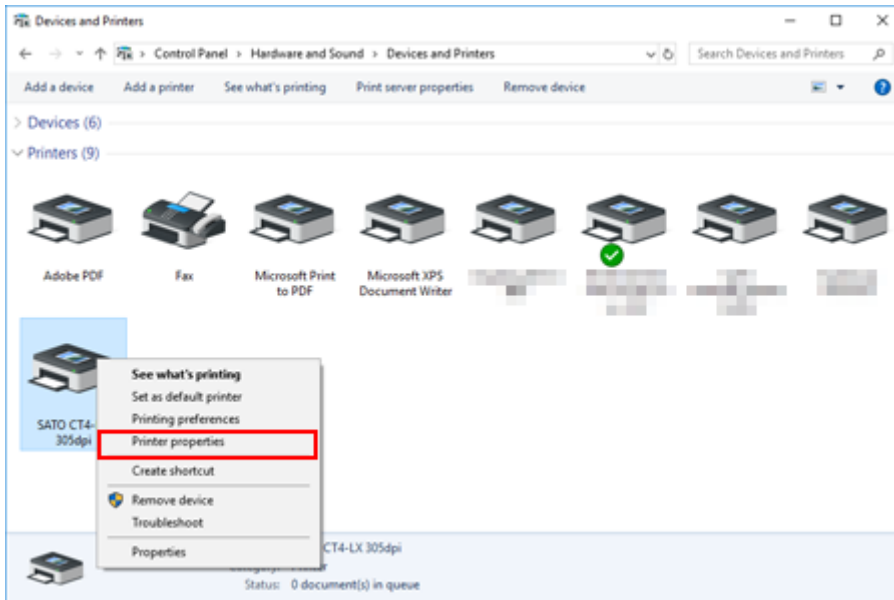 Devices and Printers
Control Panel > Hardware and Sound > Devices and Printers
Search Devices and Printers
Add a device Add a printer See what's printing Print server properties Remove device
Devices (6)
Printers (9)
Adobe PDF
Fax
Microsoft Print
to PDF
Microsoft XPS
Document Writer
SATO CT4-
305dpi
See what's printing
Set as default printer
Printing preferences
Printer properties
Create shortcut
Remove device
Troubleshoot
Properties
CT4-LX 305dpi
Status: 0 document(s) in queue